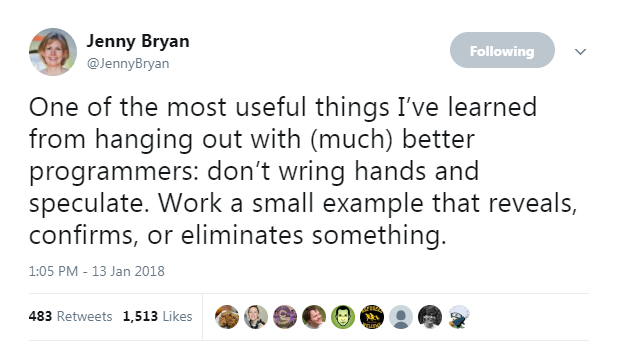 Jenny Bryan
@JennyBryan
Following
One of the most useful things I’ve learned
from hanging out with (much) better
programmers: don’t wring hands and
speculate. Work a small example that reveals,
confirms, or eliminates something.
1:05 PM - 13 Jan 2018
483 Retweets 1,513 Likes